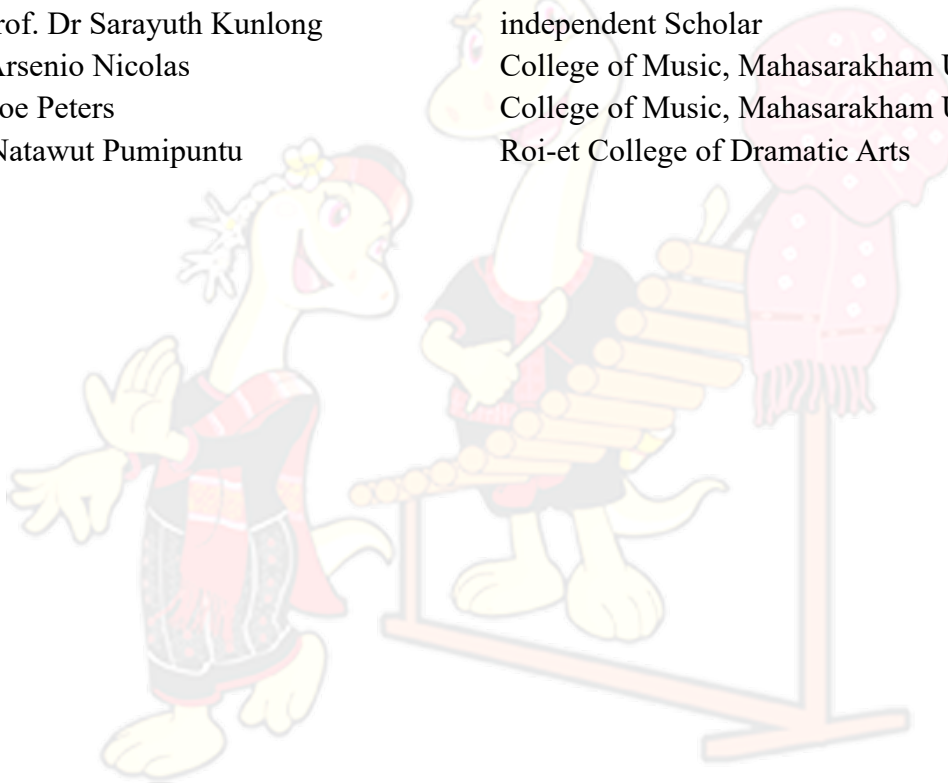 rof. Dr Sarayuth Kunlong independent Scholar
Arsenio Nicolas College of Music, Mahasarakham U
oe Peters College of Music, Mahasarakham U
Natawut Pumipuntu Roi-et College of Dramatic Arts